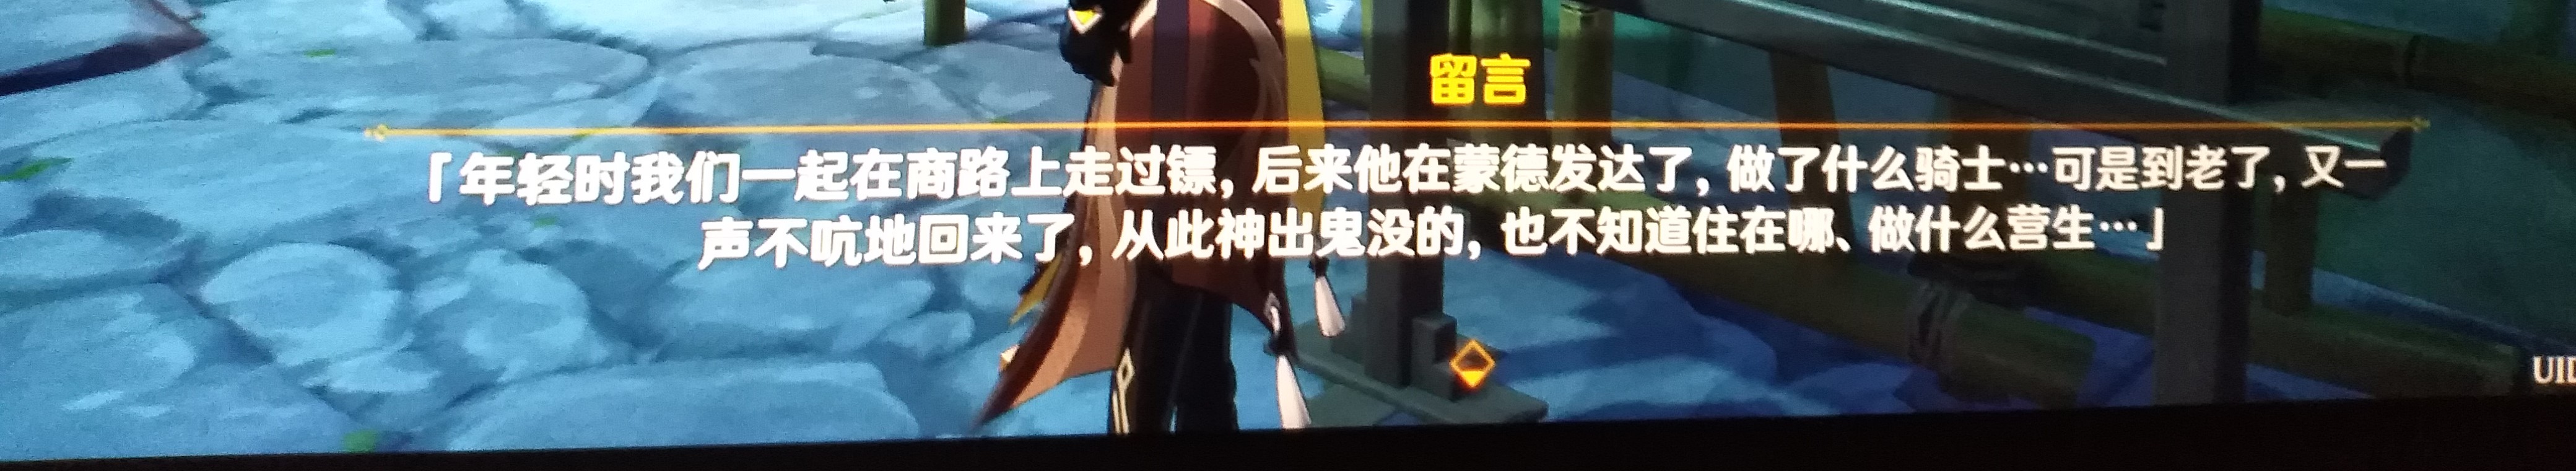 留言
「年轻时我们一起在商路上走过镖，后来他在蒙德发达了，做了什么骑士…可是到老了，又一
声不吭地回来了，从此神出鬼没的，也不知道住在哪、做什么营生…」
UID